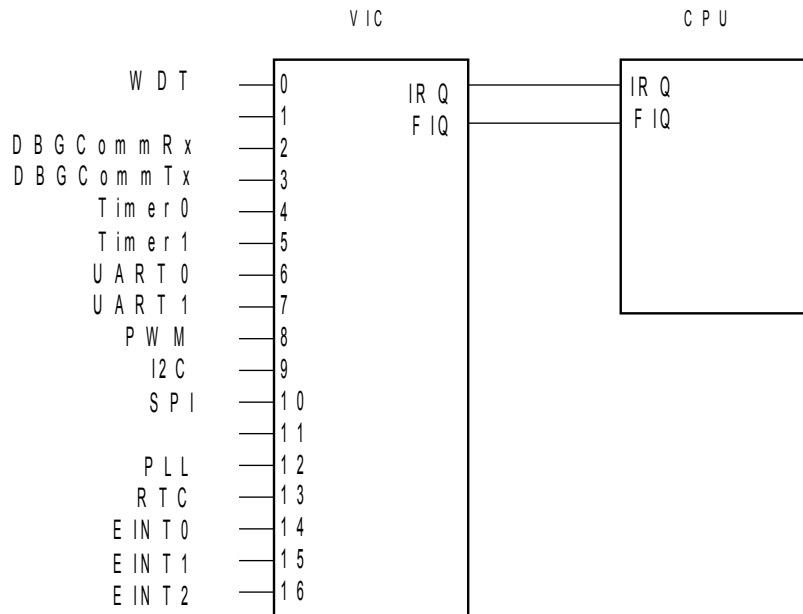 VIC CPU
WDT 0 IRQ IRQ
1 FIQ FIQ
DBGCommRx 2
DBGCommTx 3
Timer0 4
Timer1 5
UART0 6
UART1 7
PWM 8
I2C 9
SPI 10
11
PLL 12
RTC 13
EINT0 14
EINT1 15
EINT2 16